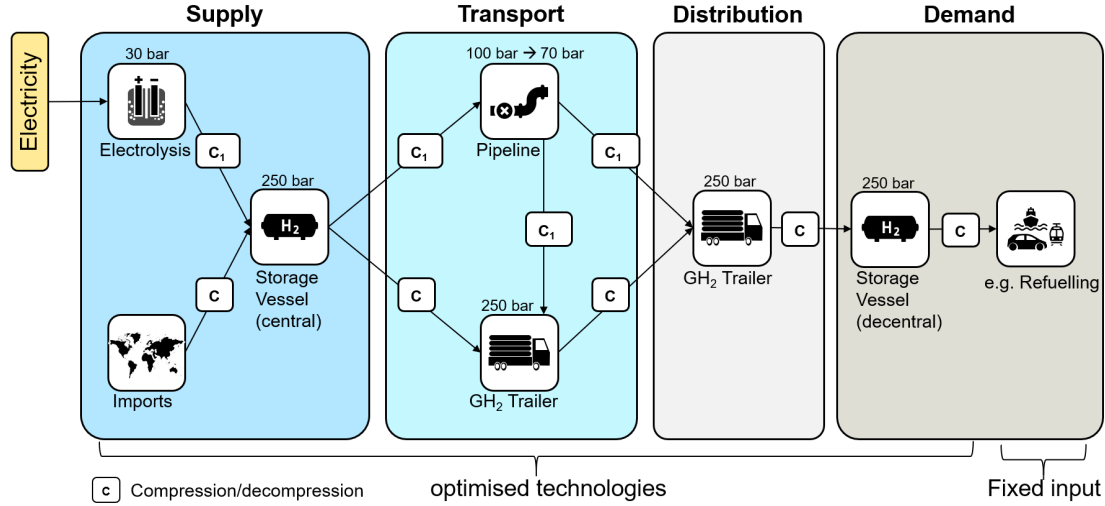 Supply
Transport
Distribution
Demand
Electricity
30 bar
+ −
Electrolysis
C₁
250 bar
H₂
Storage
Vessel
(central)
C
Imports
100 bar → 70 bar
C₁
Pipeline
C₁
C₁
C
250 bar
C
GH₂ Trailer
250 bar
GH₂ Trailer
C
250 bar
H₂
Storage
Vessel
(decentral)
C
e.g. Refuelling
C Compression/decompression
optimised technologies
Fixed input